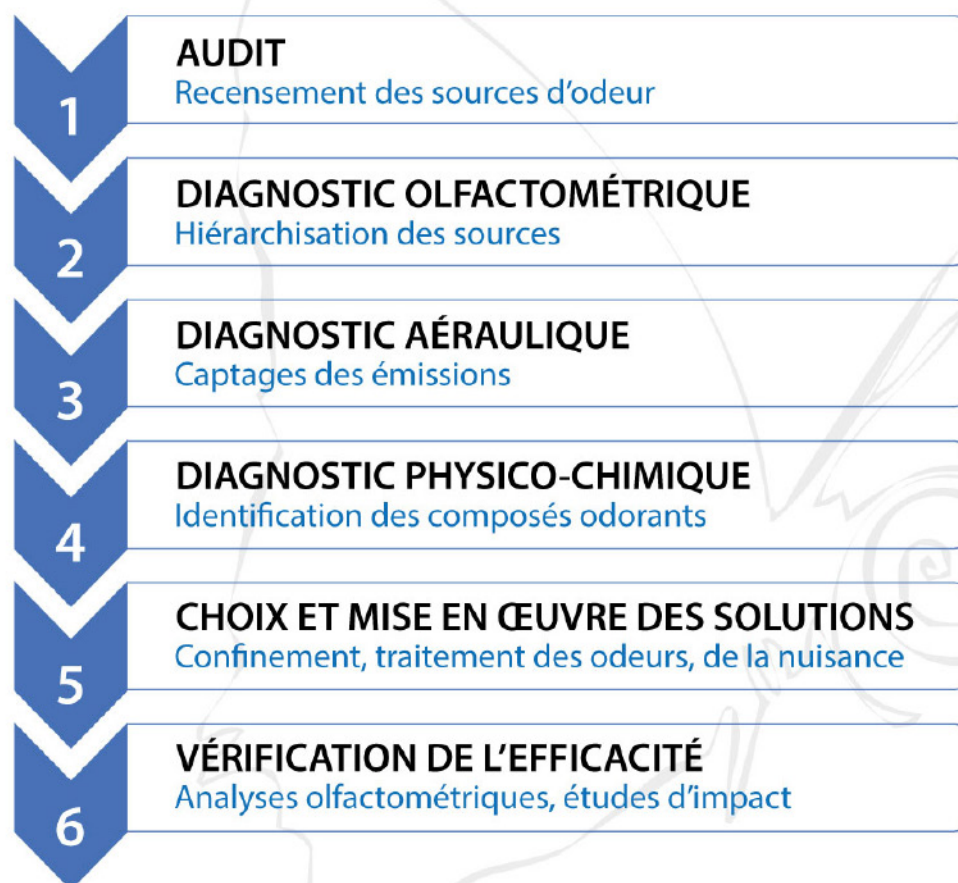 1
AUDIT
Recensement des sources d'odeur
2
DIAGNOSTIC OLFACTOMÉTRIQUE
Hiérarchisation des sources
3
DIAGNOSTIC AÉRAULIQUE
Captages des émissions
4
DIAGNOSTIC PHYSICO-CHIMIQUE
Identification des composés odorants
5
CHOIX ET MISE EN ŒUVRE DES SOLUTIONS
Confinement, traitement des odeurs, de la nuisance
6
VÉRIFICATION DE L'EFFICACITÉ
Analyses olfactométriques, études d'impact